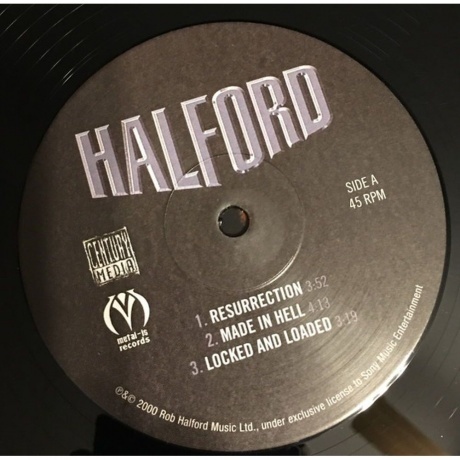 HALFORD
SIDE A
45 RPM
CENTURY
MEDIA
metal-is
records
1. RESURRECTION 3:52
2. MADE IN HELL 4:13
3. LOCKED AND LOADED 3:19
℗&© 2000 Rob Halford Music Ltd., under exclusive license to Sony Music Entertainment